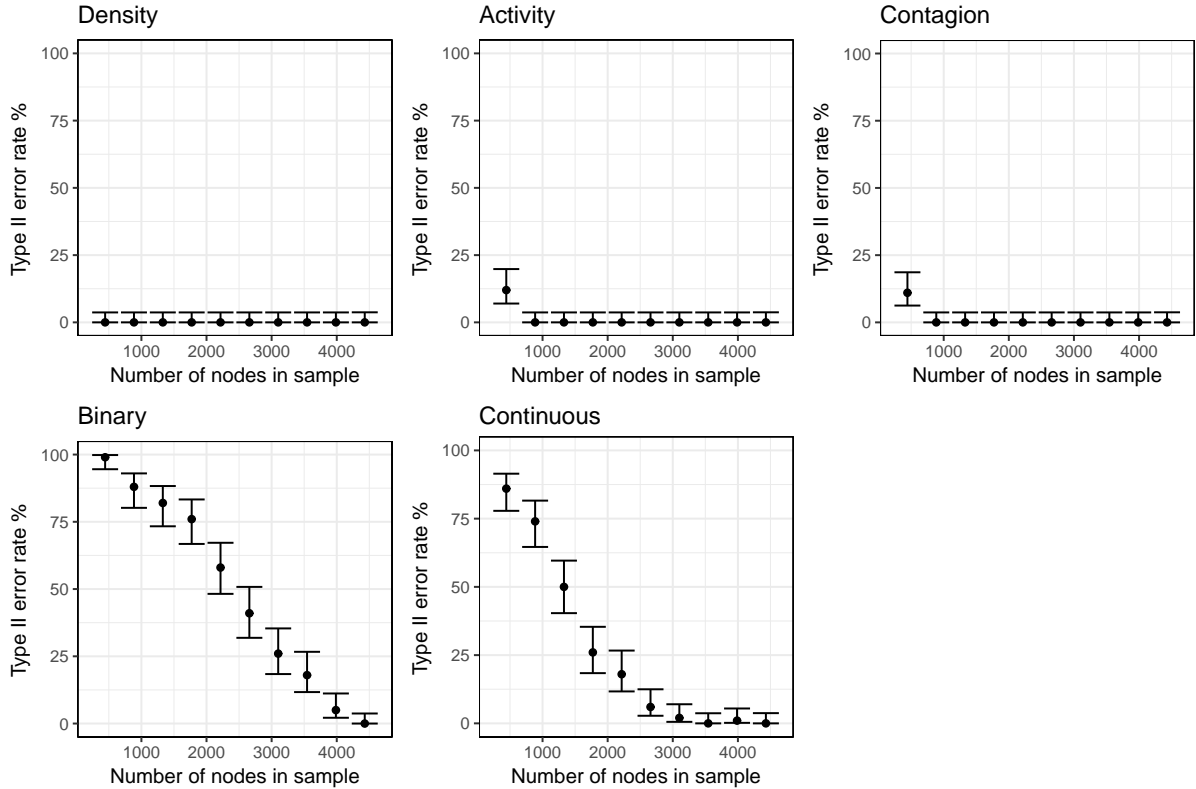 Density
Type II error rate %
100
75
50
25
0
1000 2000 3000 4000
Number of nodes in sample
Activity
Type II error rate %
100
75
50
25
0
1000 2000 3000 4000
Number of nodes in sample
Contagion
Type II error rate %
100
75
50
25
0
1000 2000 3000 4000
Number of nodes in sample
Binary
Type II error rate %
100
75
50
25
0
1000 2000 3000 4000
Number of nodes in sample
Continuous
Type II error rate %
100
75
50
25
0
1000 2000 3000 4000
Number of nodes in sample